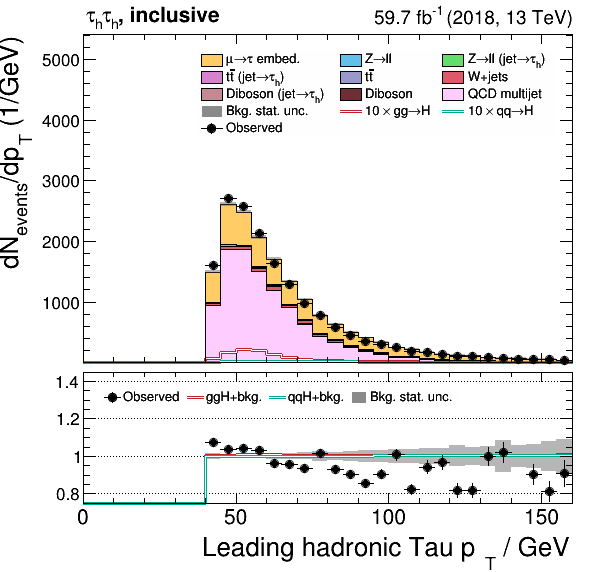 τhτh, inclusive
59.7 fb-1 (2018, 13 TeV)
dNevents/dpT (1/GeV)
5000
4000
3000
2000
1000
μ→τ embed.
Z→ll
Z→ll (jet→τh)
tt̄ (jet→τh)
tt̄
W+jets
Diboson (jet→τh)
Diboson
QCD multijet
Bkg. stat. unc.
10 × gg→H
10 × qq→H
Observed
1.4
1.2
1
0.8
Observed
ggH+bkg.
qqH+bkg.
Bkg. stat. unc.
0
50
100
150
Leading hadronic Tau p T / GeV